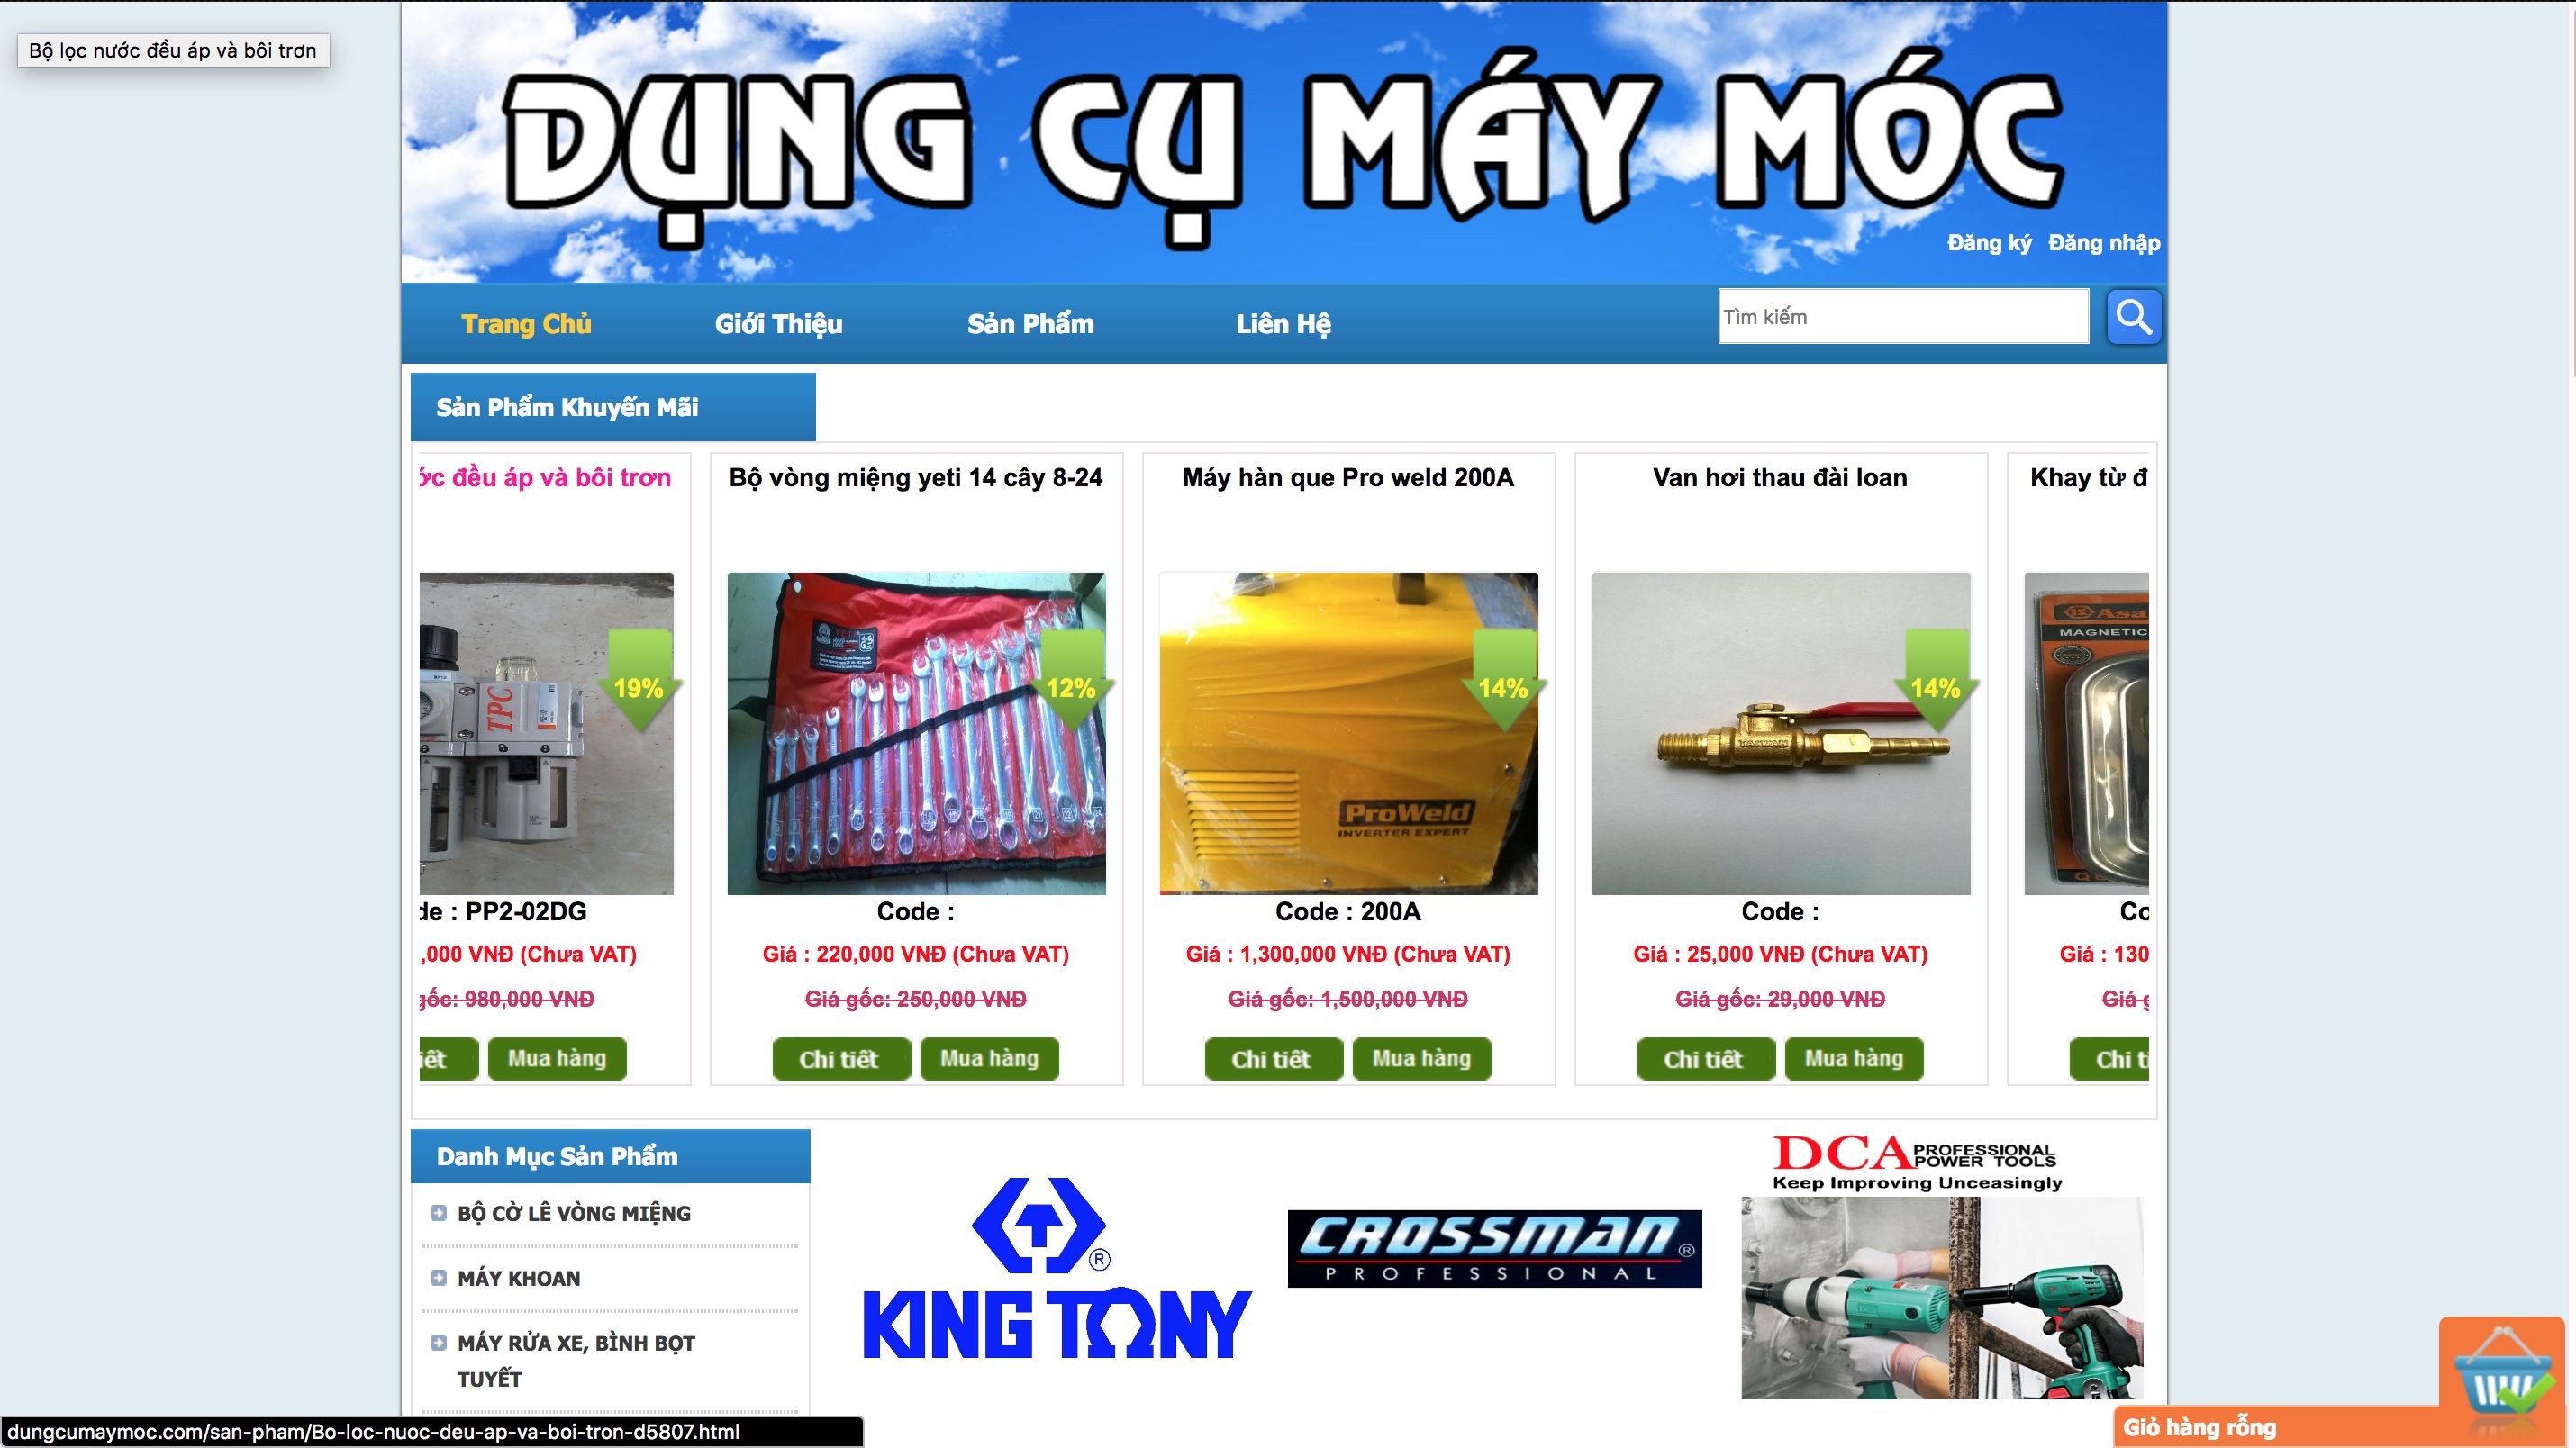 Bộ lọc nước đều áp và bôi trơn
DỤNG CỤ MÁY MÓC
Đăng ký Đăng nhập
Trang Chủ Giới Thiệu Sản Phẩm Liên Hệ Tìm kiếm
Sản Phẩm Khuyến Mãi
ớc đều áp và bôi trơn
TPC
19%
de : PP2-02DG
,000 VNĐ (Chưa VAT)
gốc: 980,000 VNĐ
iết Mua hàng
Bộ vòng miệng yeti 14 cây 8-24
12%
Code :
Giá : 220,000 VNĐ (Chưa VAT)
Giá gốc: 250,000 VNĐ
Chi tiết Mua hàng
Máy hàn que Pro weld 200A
14%
ProWeld
INVERTER EXPERT
Code : 200A
Giá : 1,300,000 VNĐ (Chưa VAT)
Giá gốc: 1,500,000 VNĐ
Chi tiết Mua hàng
Van hơi thau đài loan
14%
Code :
Giá : 25,000 VNĐ (Chưa VAT)
Giá gốc: 29,000 VNĐ
Chi tiết Mua hàng
Khay từ đ
Asa
MAGNETIC
Co
Giá : 130
Giá g
Chi ti
Danh Mục Sản Phẩm
BỘ CỜ LÊ VÒNG MIỆNG
MÁY KHOAN
MÁY RỬA XE, BÌNH BỌT
TUYẾT
KING TONY ®
CROSSMAN ®
PROFESSIONAL
DCA PROFESSIONAL
POWER TOOLS
Keep Improving Unceasingly
Giỏ hàng rỗng
dungcumaymoc.com/san-pham/Bo-loc-nuoc-deu-ap-va-boi-tron-d5807.html